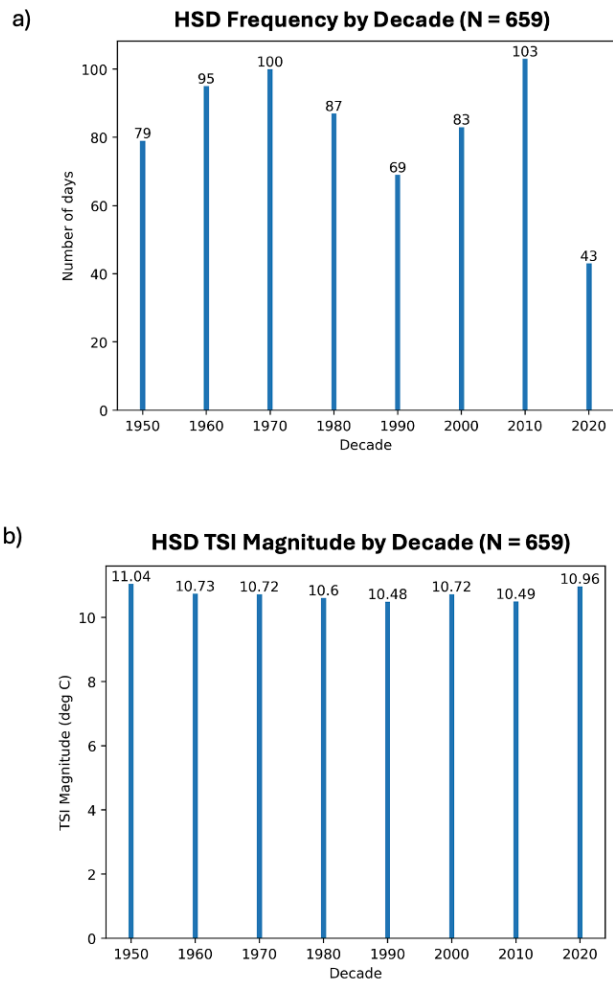 a)
HSD Frequency by Decade (N = 659)
Number of days
100
80
60
40
20
0
79
95
100
87
69
83
103
43
1950 1960 1970 1980 1990 2000 2010 2020
Decade
b)
HSD TSI Magnitude by Decade (N = 659)
TSI Magnitude (deg C)
10
8
6
4
2
0
11.04
10.73
10.72
10.6
10.48
10.72
10.49
10.96
1950 1960 1970 1980 1990 2000 2010 2020
Decade